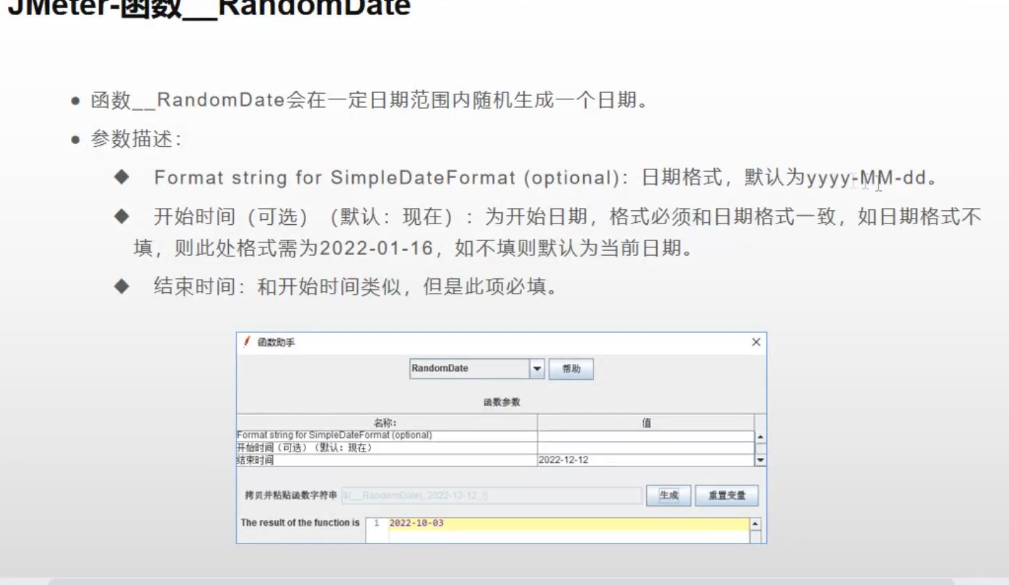 JMeter-函数__RandomDate
函数__RandomDate会在一定日期范围内随机生成一个日期。
参数描述：
Format string for SimpleDateFormat (optional)：日期格式，默认为yyyy-MM-dd。
开始时间（可选）（默认：现在）：为开始日期，格式必须和日期格式一致，如日期格式不
填，则此处格式需为2022-01-16，如不填则默认为当前日期。
结束时间：和开始时间类似，但是此项必填。
函数助手
RandomDate 帮助
函数参数
名称： 值
Format string for SimpleDateFormat (optional)
开始时间（可选）（默认：现在）
结束时间 2022-12-12
拷贝并粘贴函数字符串 ${__RandomDate(,,2022-12-12,,)} 生成 重置变量
The result of the function is 1 2022-10-03